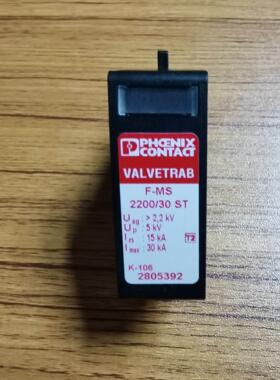 PHŒNIX
CONTACT
VALVETRAB
F-MS
2200/30 ST
Uag : > 2,2 kV
Up : 5 kV
In : 15 kA T2
Imax : 30 kA
K-106
2805392